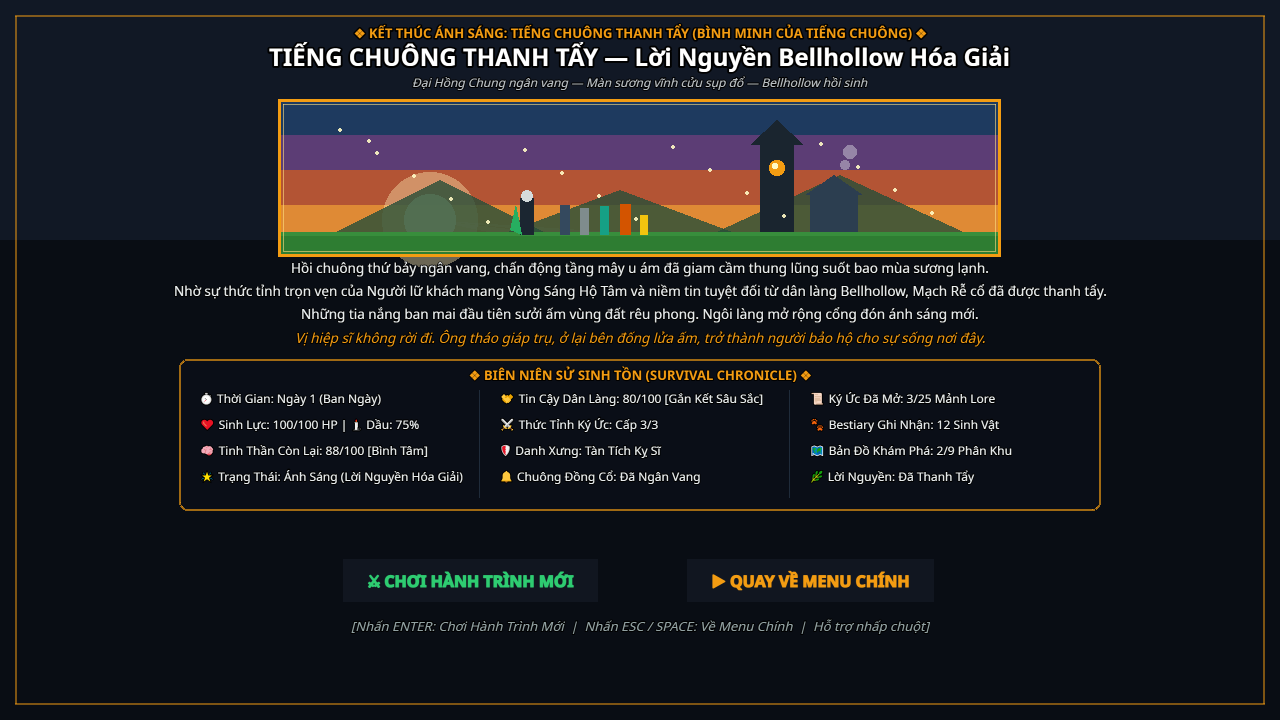 ❖ KẾT THÚC ÁNH SÁNG: TIẾNG CHUÔNG THANH TẨY (BÌNH MINH CỦA TIẾNG CHUÔNG) ❖
TIẾNG CHUÔNG THANH TẨY — Lời Nguyền Bellhollow Hóa Giải
Đại Hồng Chung ngân vang — Màn sương vĩnh cửu sụp đổ — Bellhollow hồi sinh
Hồi chuông thứ bảy ngân vang, chấn động tầng mây u ám đã giam cầm thung lũng suốt bao mùa sương lạnh.
Nhờ sự thức tỉnh trọn vẹn của Người lữ khách mang Vòng Sáng Hộ Tâm và niềm tin tuyệt đối từ dân làng Bellhollow, Mạch Rễ cổ đã được thanh tẩy.
Những tia nắng ban mai đầu tiên sưởi ấm vùng đất rêu phong. Ngôi làng mở rộng cổng đón ánh sáng mới.
Vị hiệp sĩ không rời đi. Ông tháo giáp trụ, ở lại bên đống lửa ấm, trở thành người bảo hộ cho sự sống nơi đây.
❖ BIÊN NIÊN SỬ SINH TỒN (SURVIVAL CHRONICLE) ❖
Thời Gian: Ngày 1 (Ban Ngày)
Sinh Lực: 100/100 HP | Dầu: 75%
Tinh Thần Còn Lại: 88/100 [Bình Tâm]
Trạng Thái: Ánh Sáng (Lời Nguyền Hóa Giải)
Tin Cậy Dân Làng: 80/100 [Gắn Kết Sâu Sắc]
Thức Tỉnh Ký Ức: Cấp 3/3
Danh Xưng: Tàn Tích Kỵ Sĩ
Chuông Đồng Cổ: Đã Ngân Vang
Ký Ức Đã Mở: 3/25 Mảnh Lore
Bestiary Ghi Nhận: 12 Sinh Vật
Bản Đồ Khám Phá: 2/9 Phân Khu
Lời Nguyền: Đã Thanh Tẩy
⚔ CHƠI HÀNH TRÌNH MỚI
▶ QUAY VỀ MENU CHÍNH
[Nhấn ENTER: Chơi Hành Trình Mới | Nhấn ESC / SPACE: Về Menu Chính | Hỗ trợ nhấp chuột]